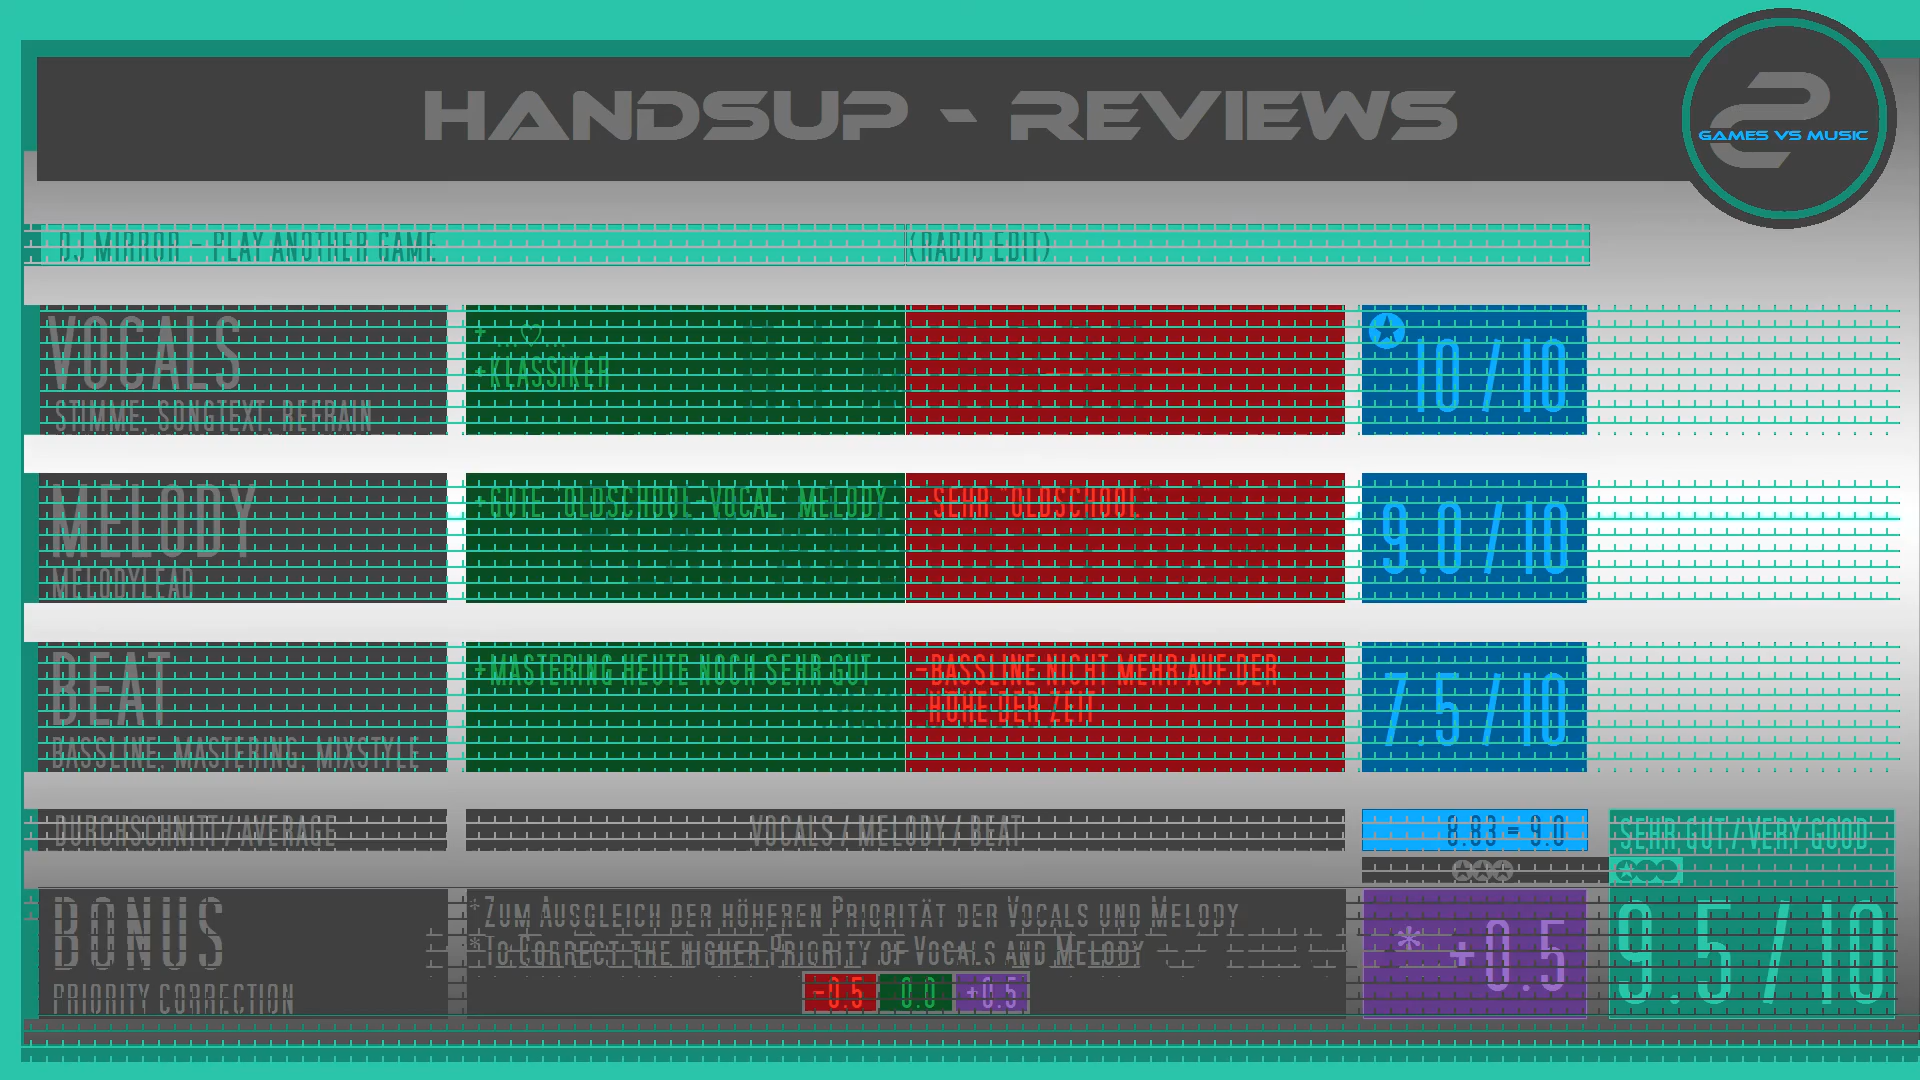 HANDSUP - REVIEWS
GAMES VS MUSIC
DJ MIRROR - PLAY ANOTHER GAME (RADIO EDIT)
VOCALS
STIMME, SONGTEXT, REFRAIN
+ ...♡...
+KLASSIKER
10 / 10
MELODY
MELODYLEAD
+GUTE "OLDSCHOOL-VOCAL" MELODY
-SEHR "OLDSCHOOL"
9.0 / 10
BEAT
BASSLINE, MASTERING, MIXSTYLE
+MASTERING HEUTE NOCH SEHR GUT
-BASSLINE NICHT MEHR AUF DER
HÖHE DER ZEIT
7.5 / 10
DURCHSCHNITT / AVERAGE
VOCALS / MELODY / BEAT
8.83 = 9.0
SEHR GUT / VERY GOOD
BONUS
PRIORITY CORRECTION
*ZUM AUSGLEICH DER HÖHEREN PRIORITÄT DER VOCALS UND MELODY
*TO CORRECT THE HIGHER PRIORITY OF VOCALS AND MELODY
-0.5 0.0 +0.5
* +0.5
9.5 / 10